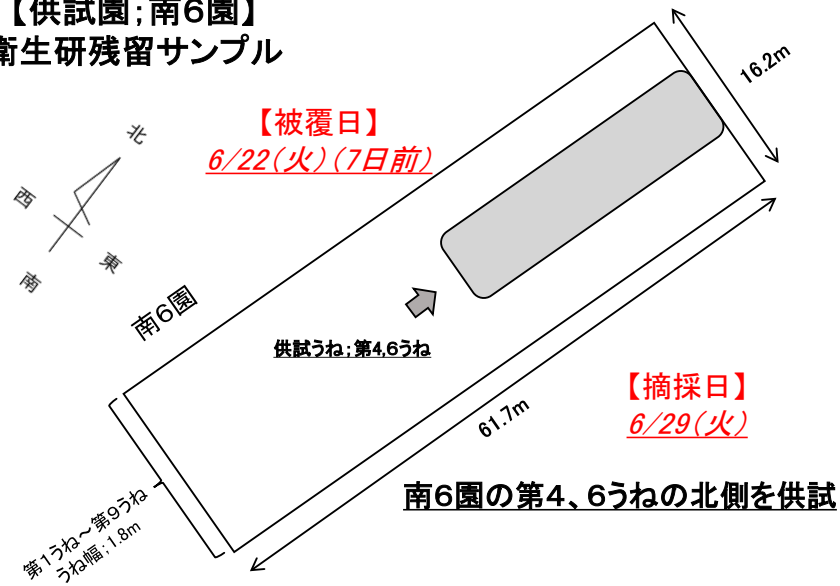 【供試園;南6園】
衛生研残留サンプル
16.2m
【被覆日】
6/22(火)(7日前)
北
西
東
南
南6園
供試うね;第4,6うね
【摘採日】
6/29(火)
61.7m
南6園の第4、6うねの北側を供試
第1うね～第9うね
うね幅;1.8m